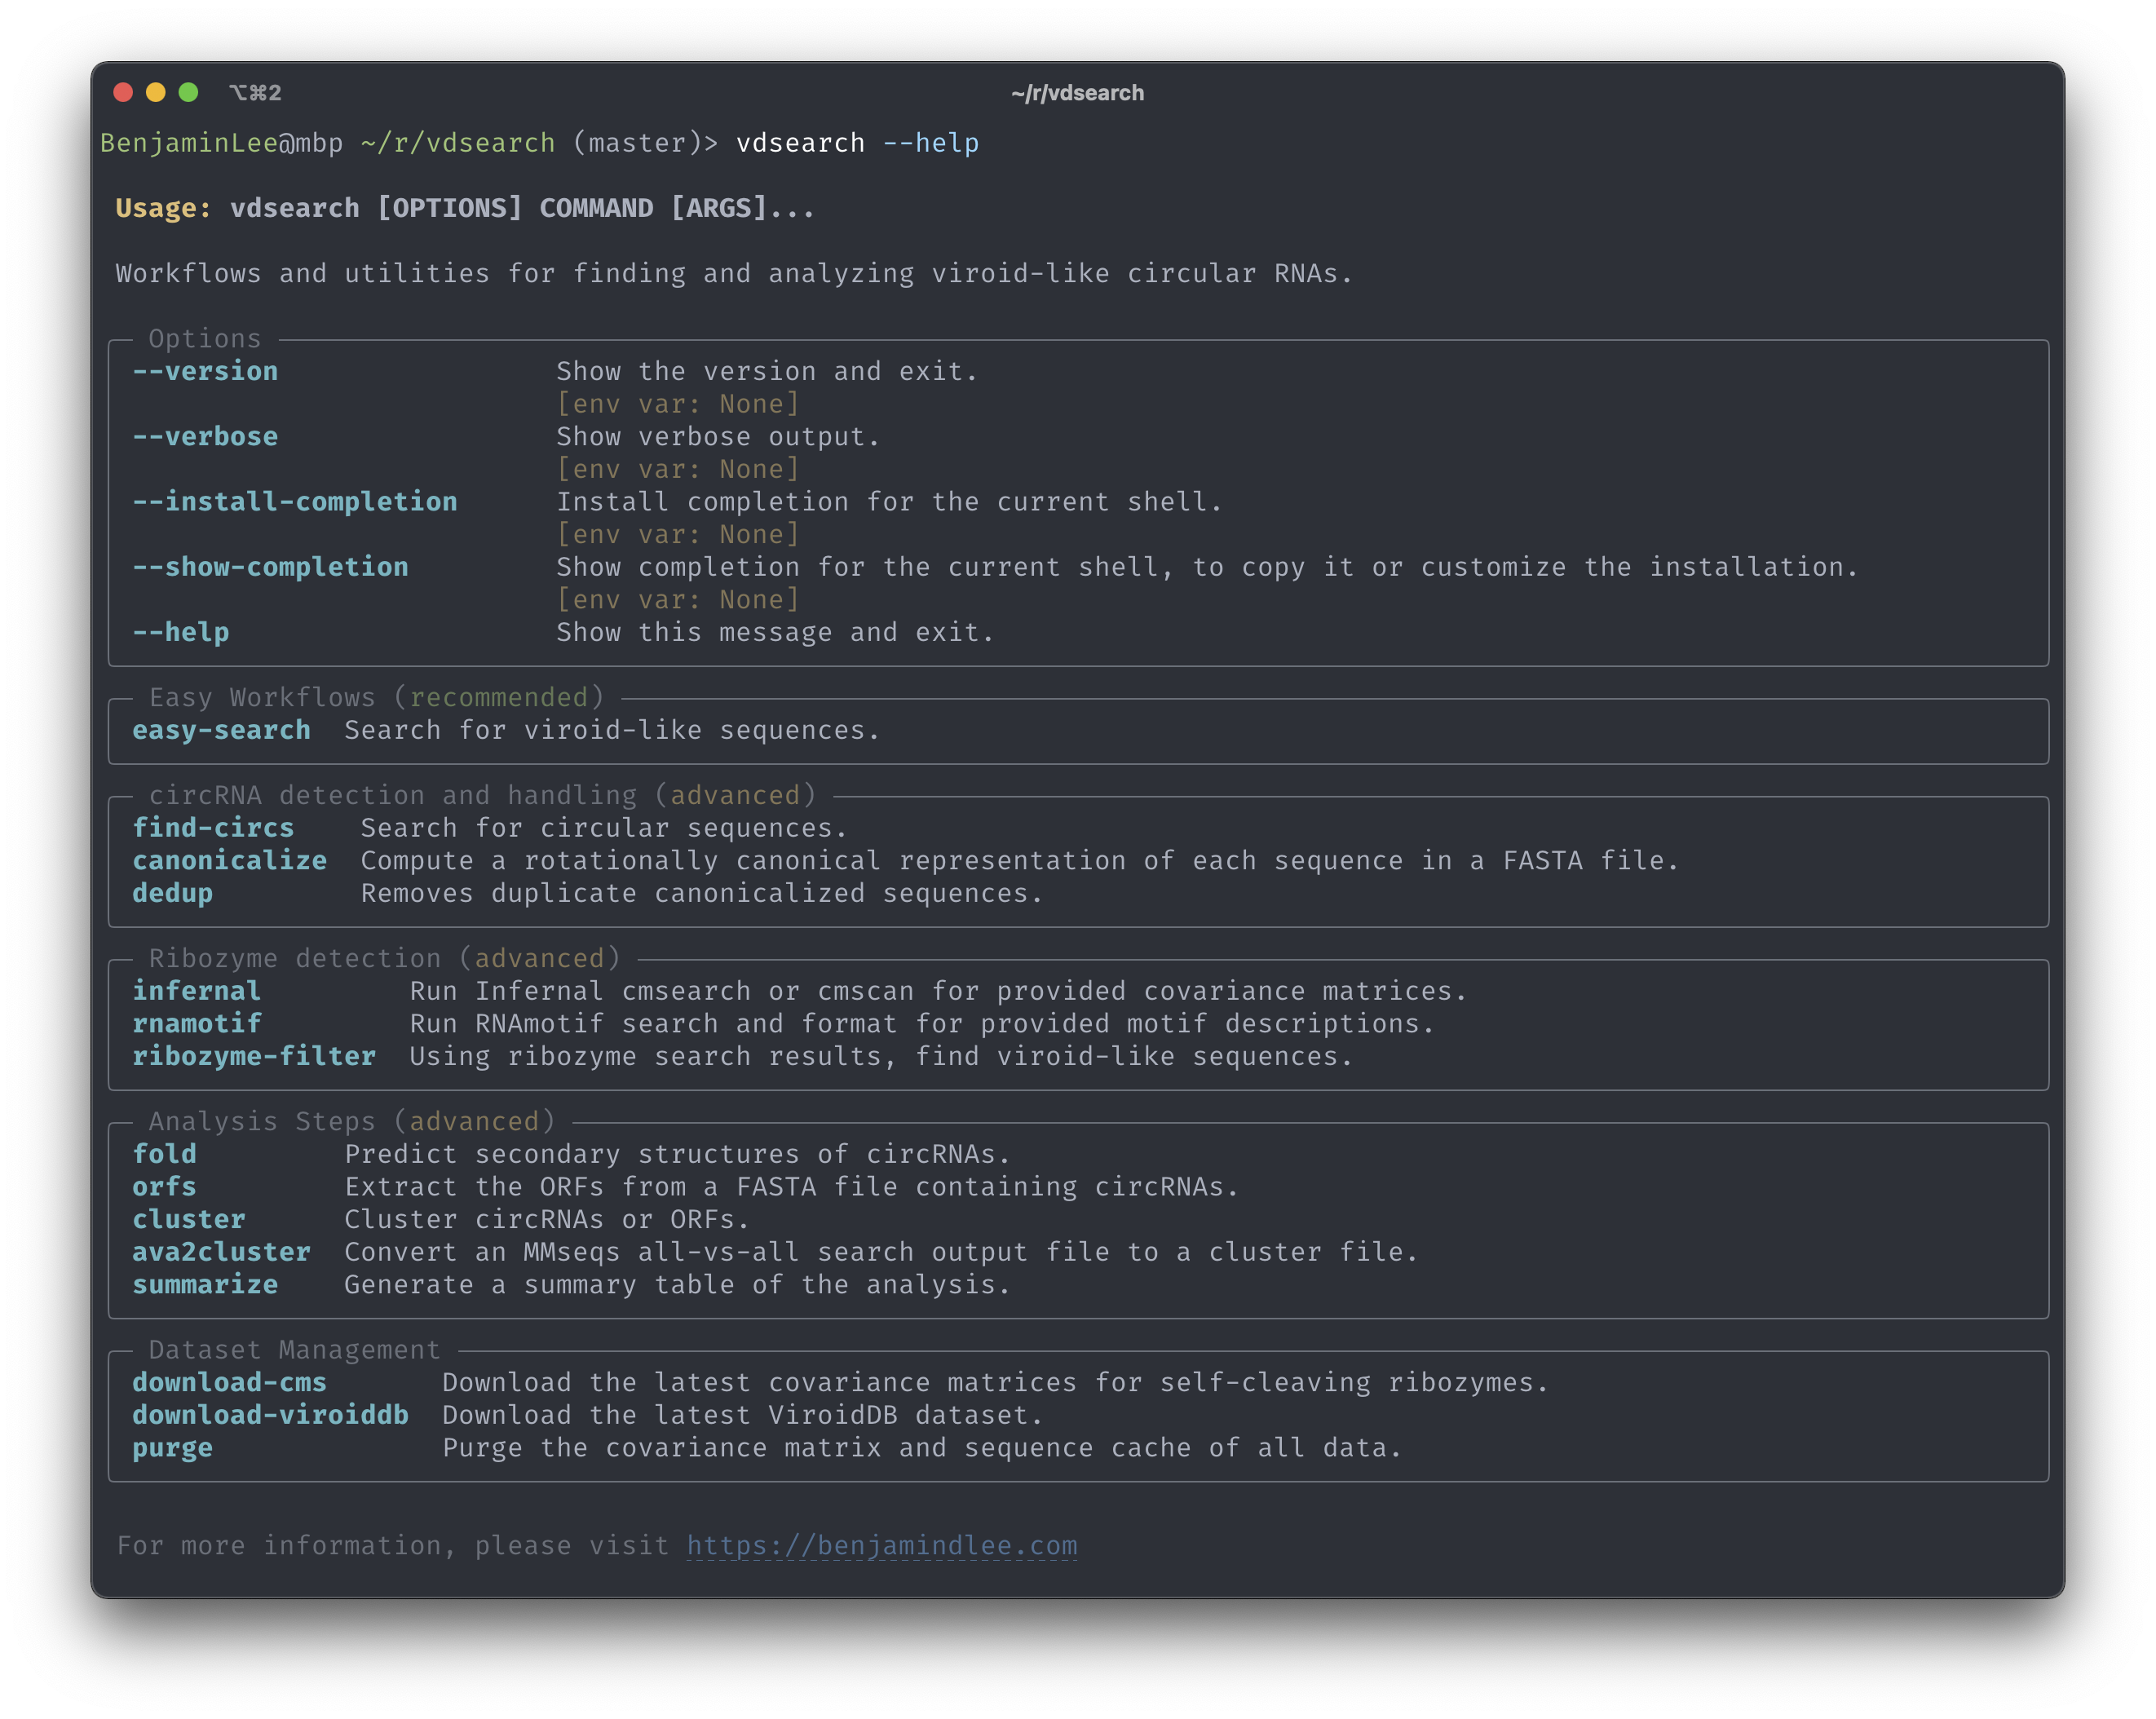 ⌥⌘2 ~/r/vdsearch
BenjaminLee@mbp ~/r/vdsearch (master)> vdsearch --help
Usage: vdsearch [OPTIONS] COMMAND [ARGS]...
Workflows and utilities for finding and analyzing viroid-like circular RNAs.
Options
--version Show the version and exit.
[env var: None]
--verbose Show verbose output.
[env var: None]
--install-completion Install completion for the current shell.
[env var: None]
--show-completion Show completion for the current shell, to copy it or customize the installation.
[env var: None]
--help Show this message and exit.
Easy Workflows (recommended)
easy-search Search for viroid-like sequences.
circRNA detection and handling (advanced)
find-circs Search for circular sequences.
canonicalize Compute a rotationally canonical representation of each sequence in a FASTA file.
dedup Removes duplicate canonicalized sequences.
Ribozyme detection (advanced)
infernal Run Infernal cmsearch or cmscan for provided covariance matrices.
rnamotif Run RNAmotif search and format for provided motif descriptions.
ribozyme-filter Using ribozyme search results, find viroid-like sequences.
Analysis Steps (advanced)
fold Predict secondary structures of circRNAs.
orfs Extract the ORFs from a FASTA file containing circRNAs.
cluster Cluster circRNAs or ORFs.
ava2cluster Convert an MMseqs all-vs-all search output file to a cluster file.
summarize Generate a summary table of the analysis.
Dataset Management
download-cms Download the latest covariance matrices for self-cleaving ribozymes.
download-viroiddb Download the latest ViroidDB dataset.
purge Purge the covariance matrix and sequence cache of all data.
For more information, please visit https://benjamindlee.com